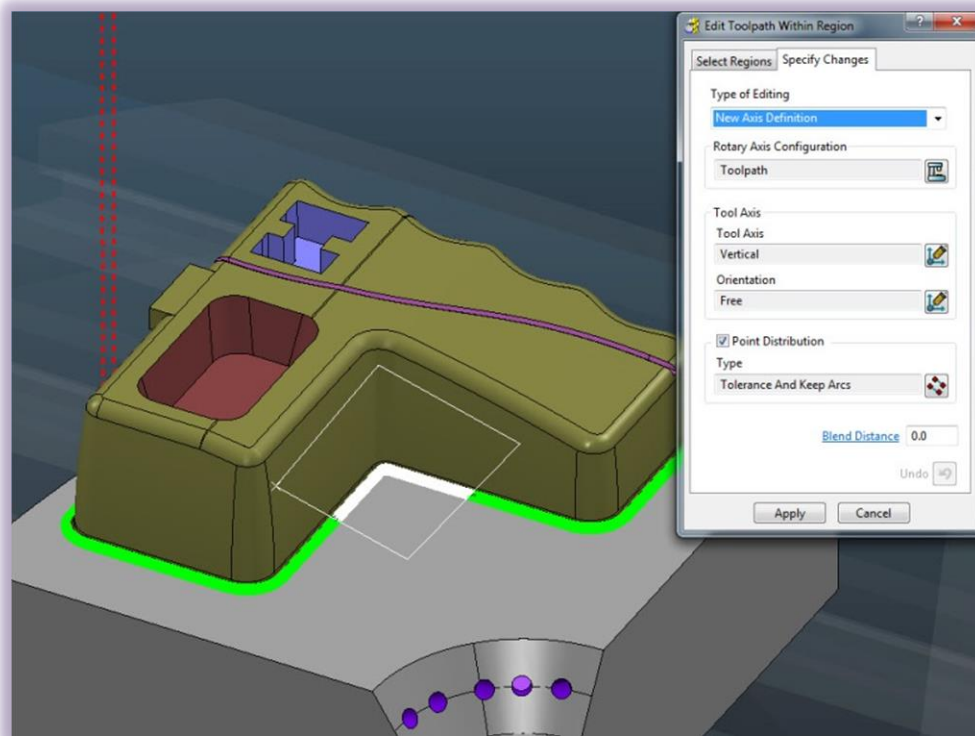 Edit Toolpath Within Region
Select Regions
Specify Changes
Type of Editing
New Axis Definition
Rotary Axis Configuration
Toolpath
Tool Axis
Tool Axis
Vertical
Orientation
Free
Point Distribution
Type
Tolerance And Keep Arcs
Blend Distance 0.0
Undo
Apply
Cancel